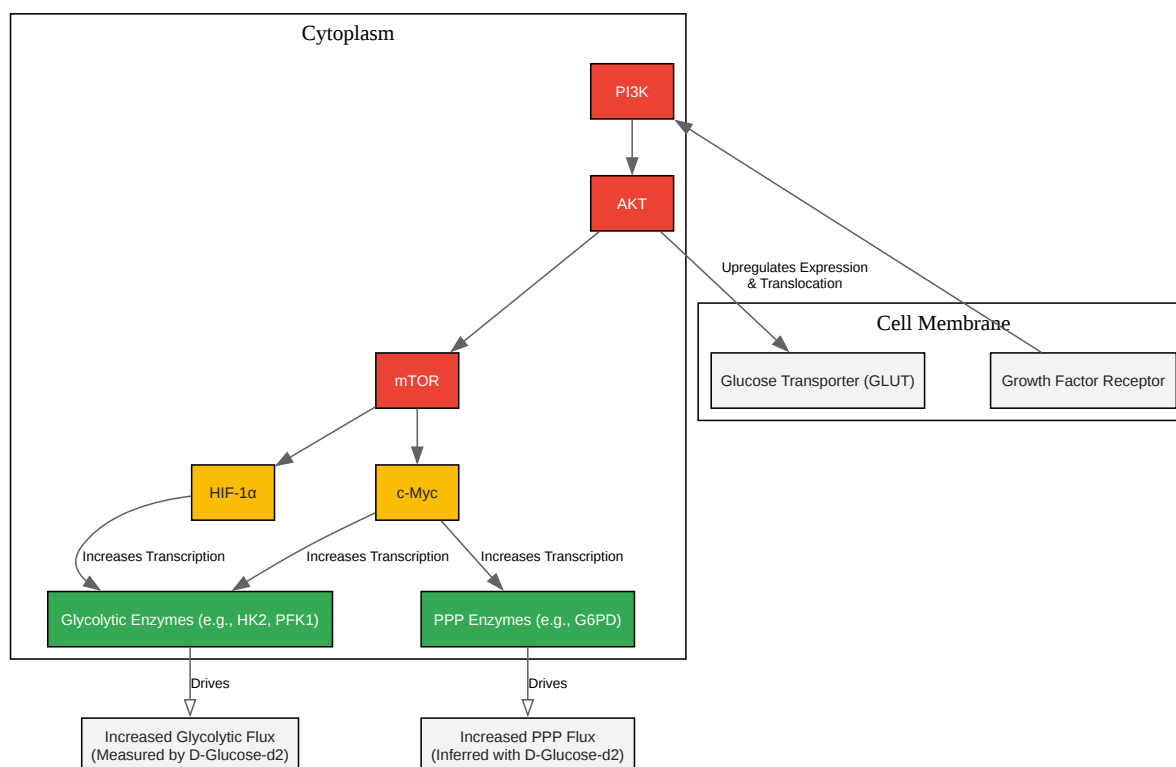 Cytoplasm
PI3K
AKT
Upregulates Expression
& Translocation
Cell Membrane
mTOR
Glucose Transporter (GLUT)
Growth Factor Receptor
HIF-1α
c-Myc
Increases Transcription
Increases Transcription
Increases Transcription
Glycolytic Enzymes (e.g., HK2, PFK1)
PPP Enzymes (e.g., G6PD)
Drives
Drives
Increased Glycolytic Flux
(Measured by D-Glucose-d2)
Increased PPP Flux
(Inferred with D-Glucose-d2)